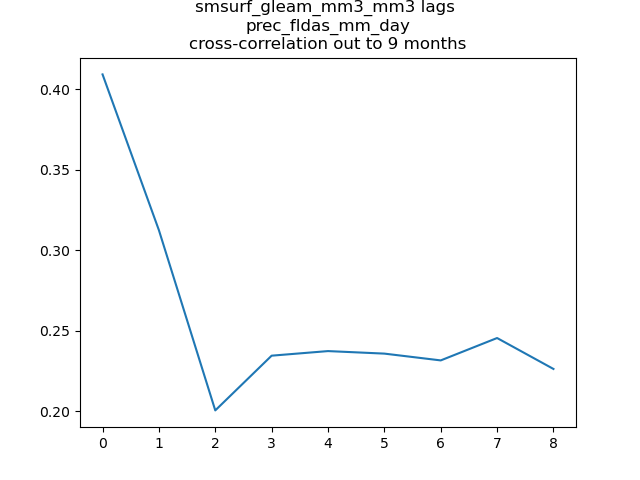 smsurf_gleam_mm3_mm3 lags
prec_fldas_mm_day
cross-correlation out to 9 months
0.40
0.35
0.30
0.25
0.20
0 1 2 3 4 5 6 7 8